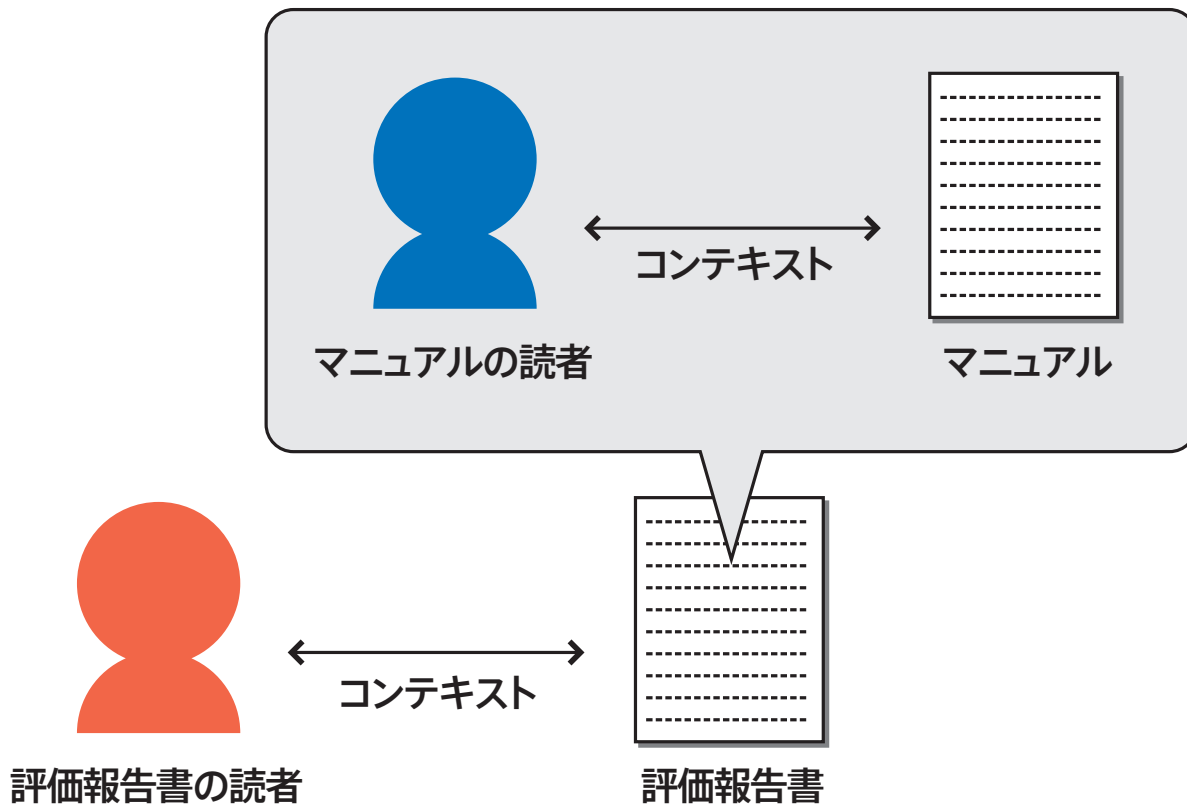 コンテキスト
マニュアルの読者
マニュアル
コンテキスト
評価報告書の読者
評価報告書